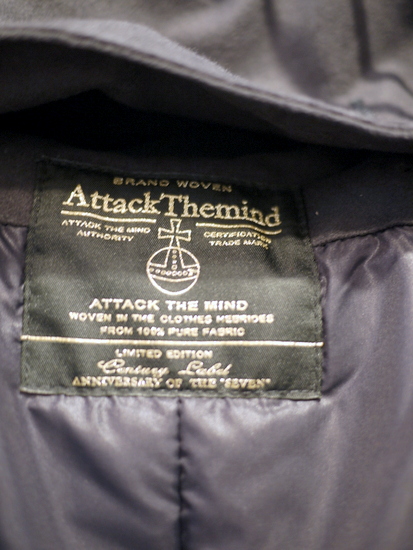 BRAND WOVEN
AttackThemind
ATTACK THE MIND
AUTHORITY
CERTIFICATION
TRADE MARK
ATTACK THE MIND
WOVEN IN THE CLOTHES HEBRIDES
FROM 100% PURE FABRIC
LIMITED EDITION
Century Label
ANNIVERSARY OF THE "SEVEN"